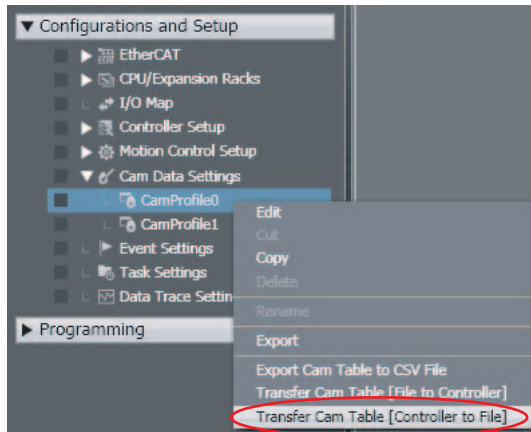 Configurations and Setup
EtherCAT
CPU/Expansion Racks
I/O Map
Controller Setup
Motion Control Setup
Cam Data Settings
CamProfile0
CamProfile1
Event Settings
Task Settings
Data Trace Settin
Programming
Edit
Cut
Copy
Delete
Rename
Export
Export Cam Table to CSV File
Transfer Cam Table [File to Controller]
Transfer Cam Table [Controller to File]